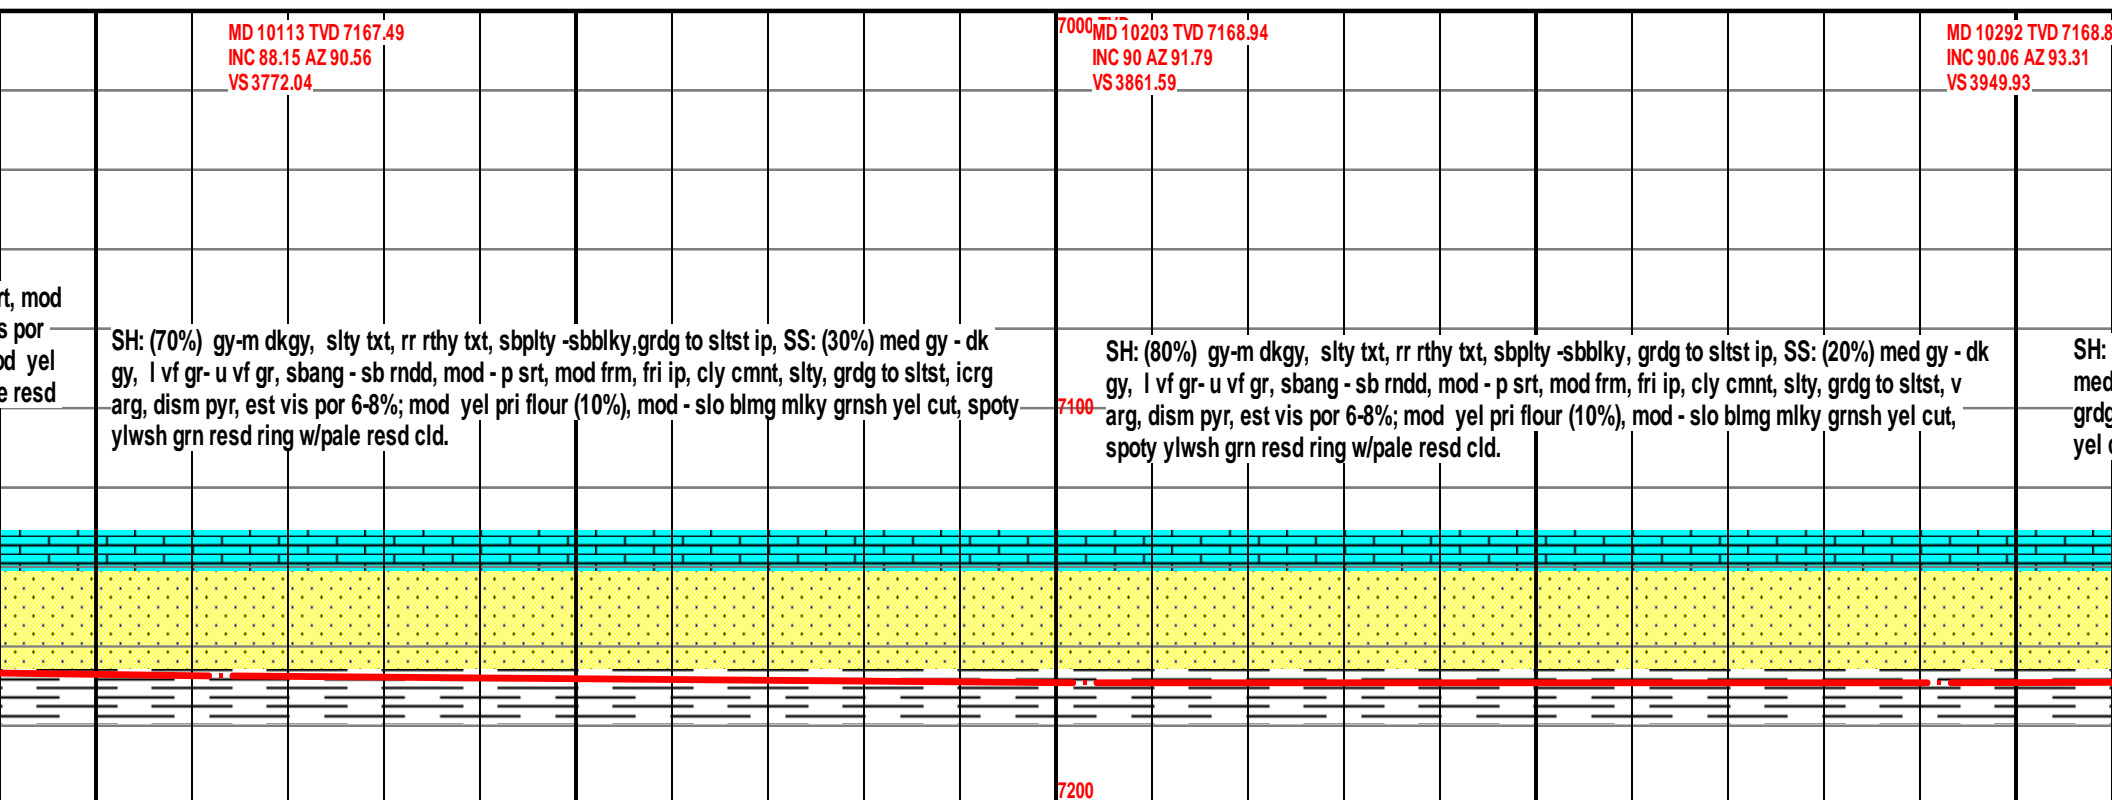 MD 10113 TVD 7167.49
INC 88.15 AZ 90.56
VS 3772.04
7000 TVD
MD 10203 TVD 7168.94
INC 90 AZ 91.79
VS 3861.59
MD 10292 TVD 7168.8
INC 90.06 AZ 93.31
VS 3949.93
rt, mod
s por
od yel
e resd
SH: (70%) gy-m dkgy, slty txt, rr rthy txt, sbplty -sbblky,grdg to sltst ip, SS: (30%) med gy - dk
gy, l vf gr- u vf gr, sbang - sb rndd, mod - p srt, mod frm, fri ip, cly cmnt, slty, grdg to sltst, icrg
arg, dism pyr, est vis por 6-8%; mod yel pri flour (10%), mod - slo blmg mlky grnsh yel cut, spoty
ylwsh grn resd ring w/pale resd cld.
SH: (80%) gy-m dkgy, slty txt, rr rthy txt, sbplty -sbblky, grdg to sltst ip, SS: (20%) med gy - dk
gy, l vf gr- u vf gr, sbang - sb rndd, mod - p srt, mod frm, fri ip, cly cmnt, slty, grdg to sltst, v
arg, dism pyr, est vis por 6-8%; mod yel pri flour (10%), mod - slo blmg mlky grnsh yel cut,
spoty ylwsh grn resd ring w/pale resd cld.
SH:
med
grdg
yel c
7100
7200